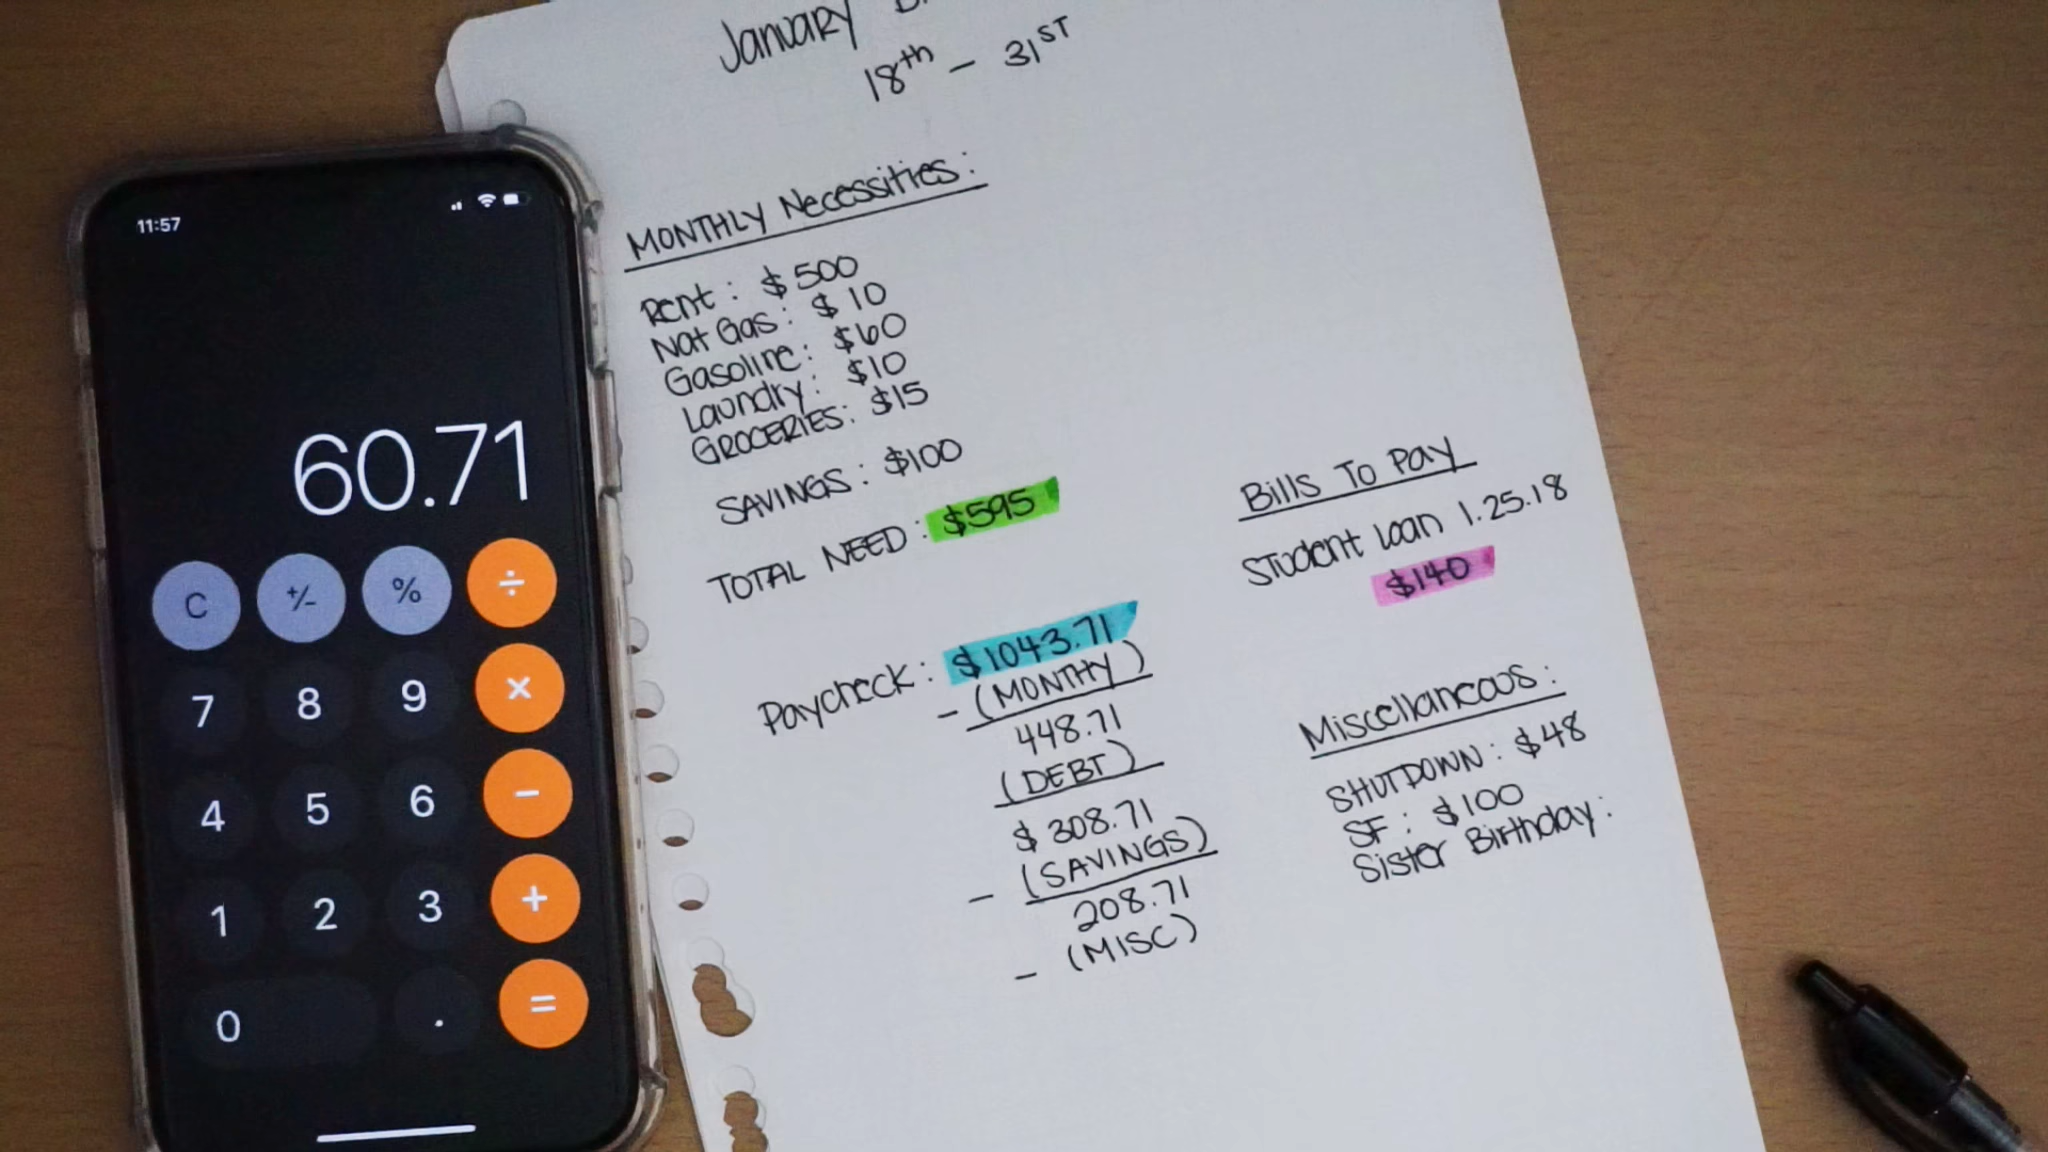 11:57
60.71
C +/- % ÷
7 8 9 ×
4 5 6 −
1 2 3 +
0 . =
January
18th - 31ST
MONTHLY Necessities:
Rent: $500
Nat Gas: $10
Gasoline: $60
Laundry: $10
GROCERIES: $15
SAVINGS: $100
TOTAL NEED: $595
Paycheck: $1043.71
- (MONTHY)
448.71
(DEBT)
$308.71
- (SAVINGS)
208.71
- (MISC)
Bills To Pay
Student Loan 1.25.18
$140
Miscellaneous:
SHUTDOWN: $48
SF: $100
Sister Birthday: